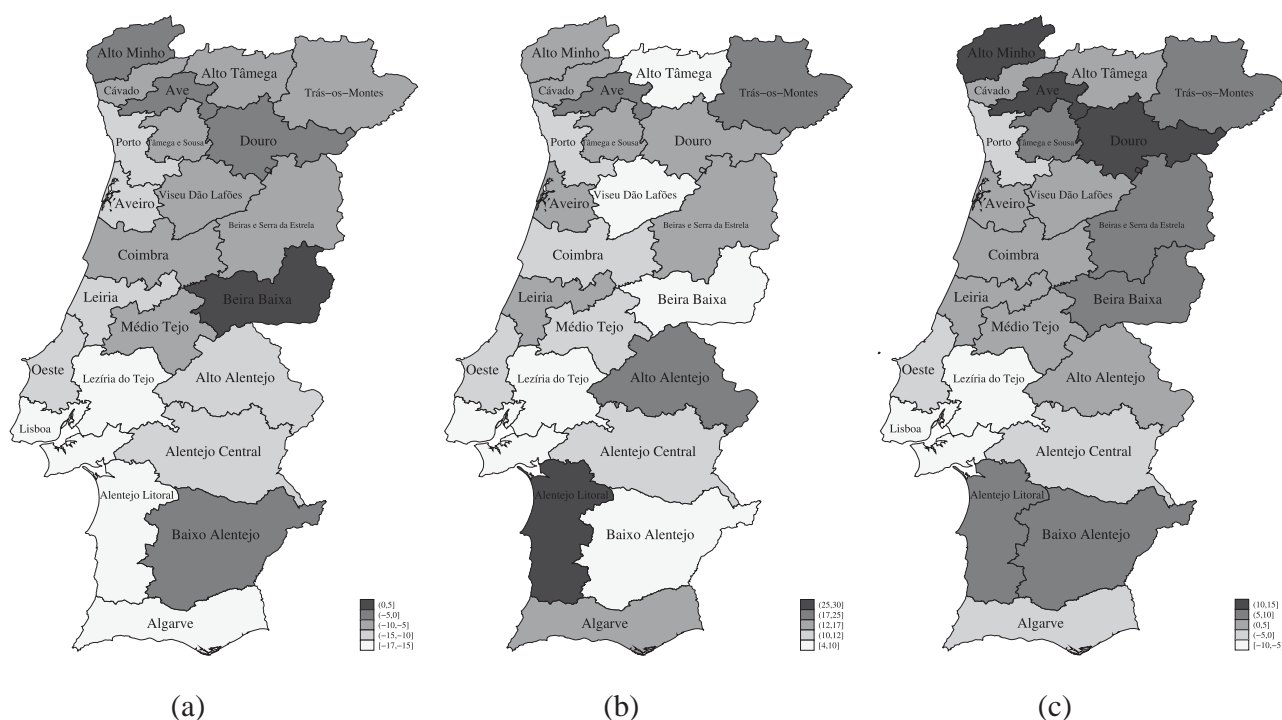 Alto Minho
Alto Tâmega
Cávado
Ave
Trás−os−Montes
Porto
Tâmega e Sousa
Douro
Aveiro
Viseu Dão Lafões
Beiras e Serra da Estrela
Coimbra
Leiria
Beira Baixa
Médio Tejo
Oeste
Lezíria do Tejo
Alto Alentejo
Lisboa
Alentejo Central
Alentejo Litoral
Baixo Alentejo
Algarve
(0,5]
(−5,0]
(−10,−5]
(−15,−10]
[−17,−15]
(a)
Alto Minho
Alto Tâmega
Ave
Trás−os−Montes
Porto
Tâmega e Sousa
Douro
Aveiro
Viseu Dão Lafões
Beiras e Serra da Estrela
Coimbra
Leiria
Beira Baixa
Médio Tejo
Oeste
Lezíria do Tejo
Alto Alentejo
Alentejo Central
Alentejo Litoral
Baixo Alentejo
Algarve
(25,30]
(17,25]
(12,17]
(10,12]
[4,10]
(b)
Alto Minho
Alto Tâmega
Cávado
Ave
Trás−os−Montes
Porto
Tâmega e Sousa
Douro
Aveiro
Viseu Dão Lafões
Beiras e Serra da Estrela
Coimbra
Leiria
Beira Baixa
Médio Tejo
Oeste
Lezíria do Tejo
Alto Alentejo
Lisboa
Alentejo Central
Alentejo Litoral
Baixo Alentejo
Algarve
(10,15]
(5,10]
(0,5]
(−5,0]
[−10,−5]
(c)